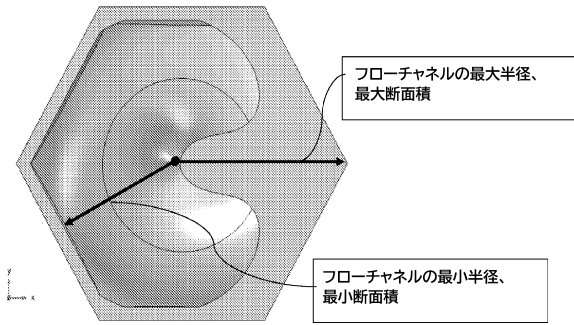 フローチャネルの最大半径、
最大断面積
フローチャネルの最小半径、
最小断面積
y
x